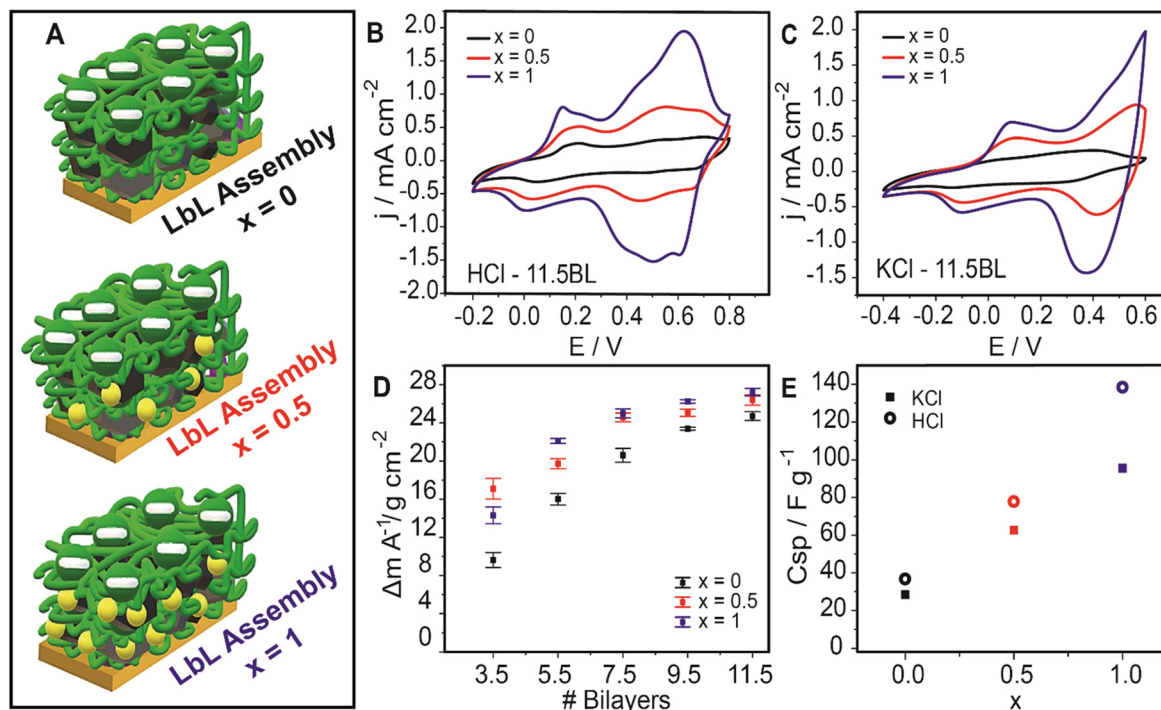 A
LbL Assembly
x = 0
LbL Assembly
x = 0.5
LbL Assembly
x = 1
B
x = 0
x = 0.5
x = 1
2.0
1.5
1.0
0.5
0.0
-0.5
-1.0
1.5
2.0
j / mA cm-2
HCl - 11.5BL
-0.2 0.0 0.2 0.4 0.6 0.8
E / V
C
x = 0
x = 0.5
x = 1
2.0
1.5
1.0
0.5
0.0
-0.5
-1.0
-1.5
j / mA cm-2
KCl - 11.5BL
-0.4 -0.2 0.0 0.2 0.4 0.6
E / V
D
28
24
20
16
12
8
4
0
Δm A-1/g cm-2
x = 0
x = 0.5
x = 1
3.5 5.5 7.5 9.5 11.5
# Bilayers
E
KCl
HCl
140
120
100
80
60
40
20
0
Csp / F g-1
0.0 0.5 1.0
x